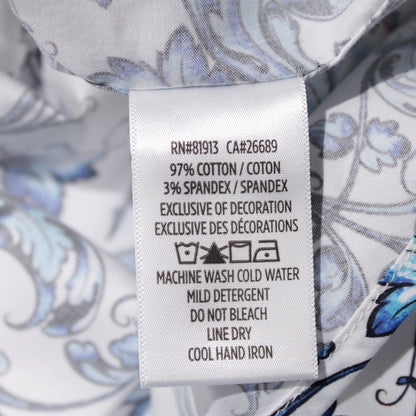 RN#81913 CA#26689
97% COTTON / COTON
3% SPANDEX / SPANDEX
EXCLUSIVE OF DECORATION
EXCLUSIVE DES DÉCORATIONS
MACHINE WASH COLD WATER
MILD DETERGENT
DO NOT BLEACH
LINE DRY
COOL HAND IRON